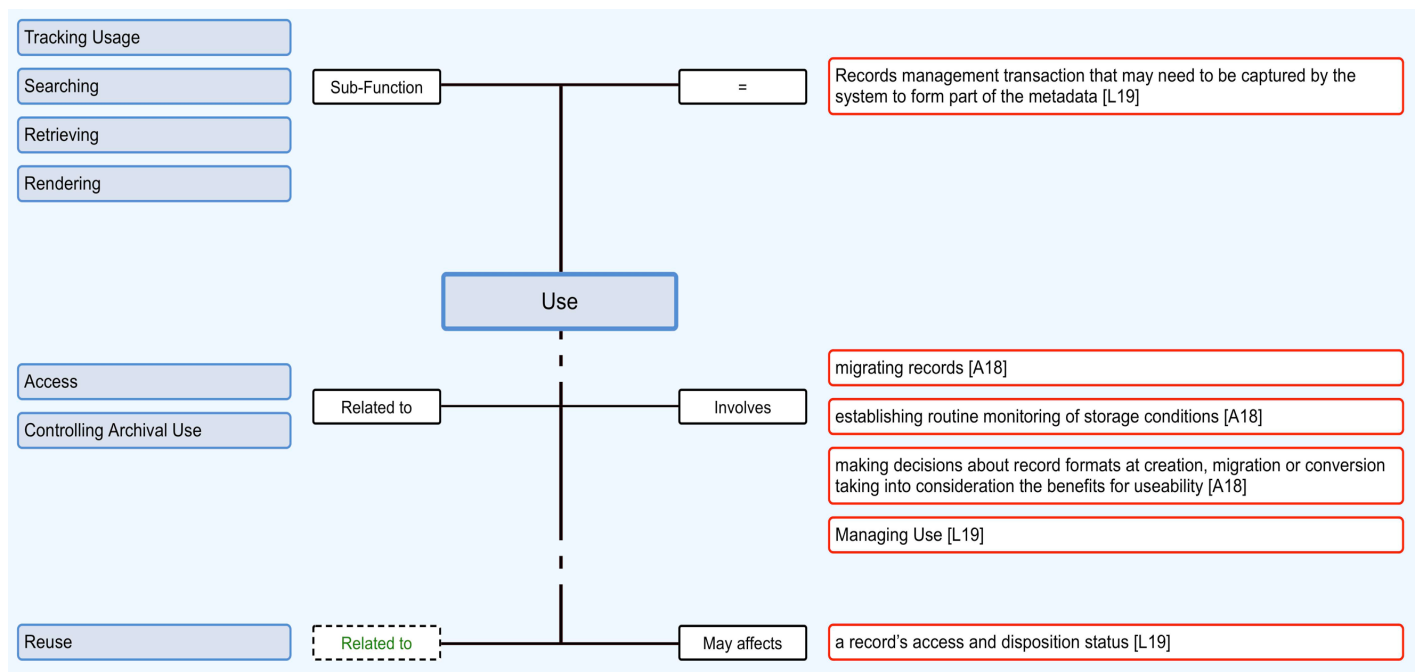 Tracking Usage
Searching
Retrieving
Rendering
Sub-Function
=
Records management transaction that may need to be captured by the
system to form part of the metadata [L19]
Use
Access
Controlling Archival Use
Related to
Involves
migrating records [A18]
establishing routine monitoring of storage conditions [A18]
making decisions about record formats at creation, migration or conversion
taking into consideration the benefits for useability [A18]
Managing Use [L19]
Reuse
Related to
May affects
a record’s access and disposition status [L19]